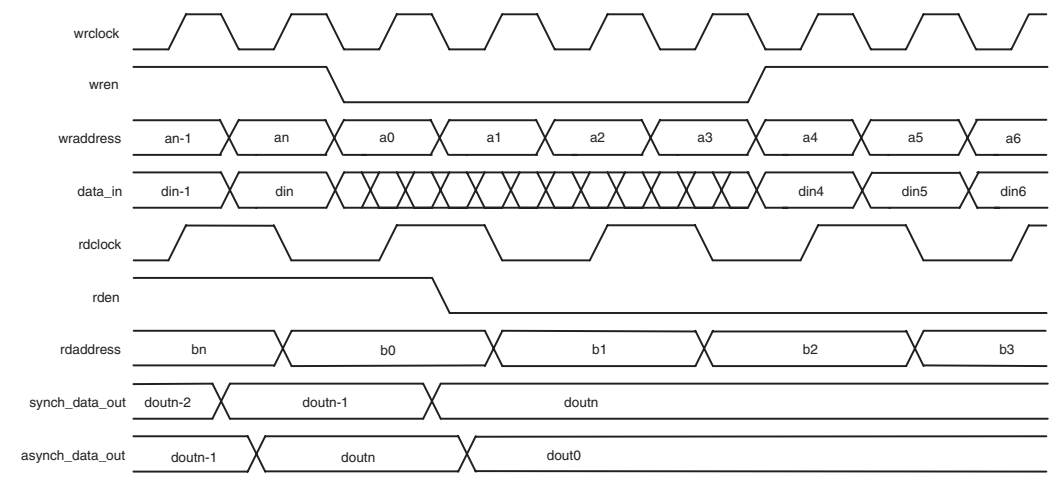 wrclock
wren
wraddress an-1 an a0 a1 a2 a3 a4 a5 a6
data_in din-1 din din4 din5 din6
rdclock
rden
rdaddress bn b0 b1 b2 b3
synch_data_out doutn-2 doutn-1 doutn
asynch_data_out doutn-1 doutn dout0